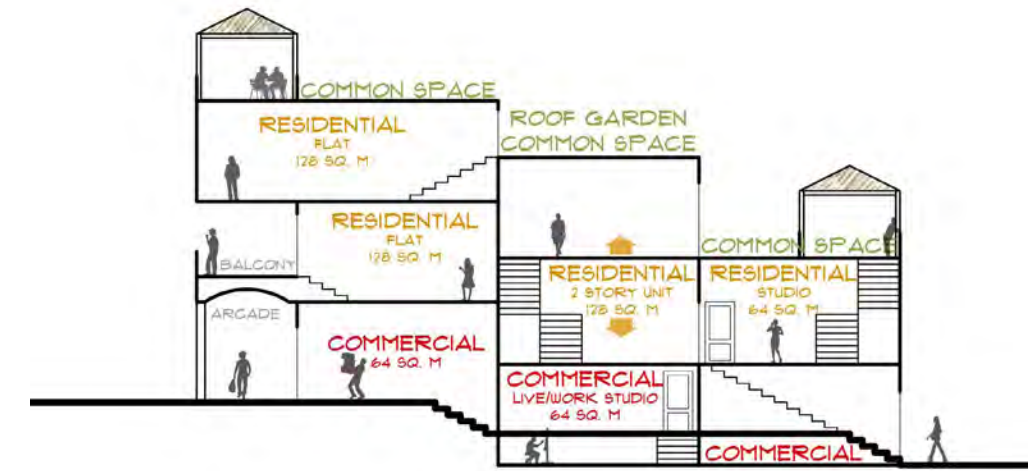 COMMON SPACE
RESIDENTIAL
FLAT
128 SQ. M
ROOF GARDEN
COMMON SPACE
RESIDENTIAL
FLAT
128 SQ. M
BALCONY
COMMON SPACE
RESIDENTIAL
2 STORY UNIT
128 SQ. M
RESIDENTIAL
STUDIO
64 SQ. M
ARCADE
COMMERCIAL
64 SQ. M
COMMERCIAL
LIVE/WORK STUDIO
64 SQ. M
COMMERCIAL